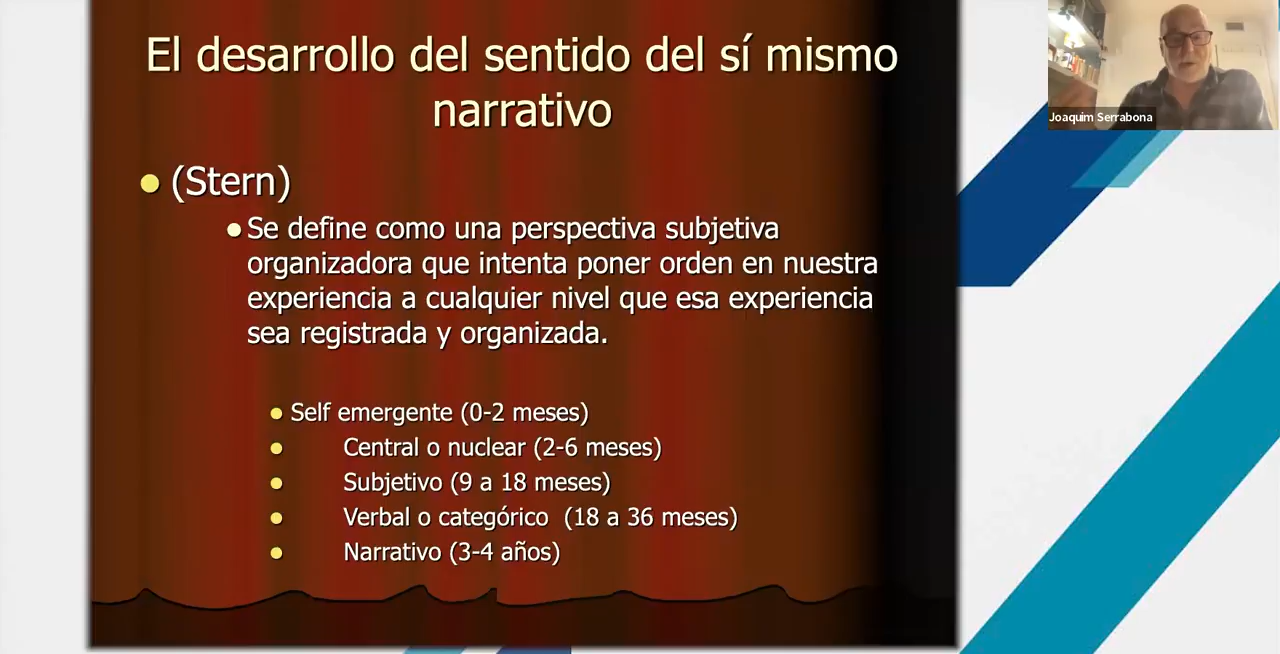 El desarrollo del sentido del sí mismo
narrativo
Joaquim Serrabona
● (Stern)
● Se define como una perspectiva subjetiva
organizadora que intenta poner orden en nuestra
experiencia a cualquier nivel que esa experiencia
sea registrada y organizada.
● Self emergente (0-2 meses)
● Central o nuclear (2-6 meses)
● Subjetivo (9 a 18 meses)
● Verbal o categórico (18 a 36 meses)
● Narrativo (3-4 años)